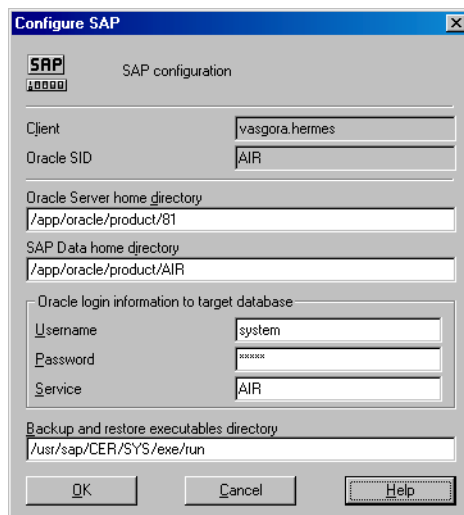 Configure SAP
SAP
SAP configuration
Client vasgora.hermes
Oracle SID AIR
Oracle Server home directory
/app/oracle/product/81
SAP Data home directory
/app/oracle/product/AIR
Oracle login information to target database
Username system
Password *****
Service AIR
Backup and restore executables directory
/usr/sap/CER/SYS/exe/run
OK Cancel Help